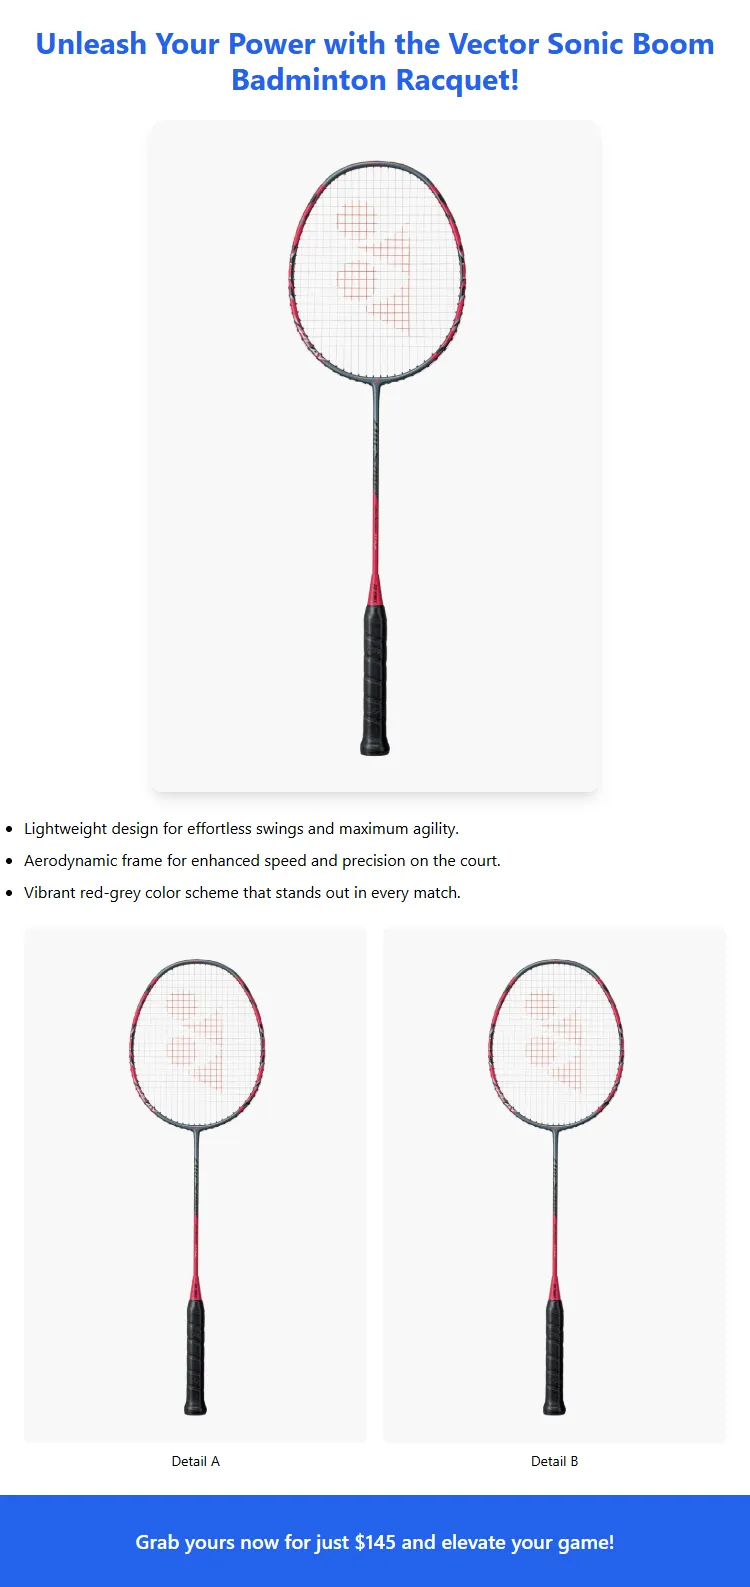 Unleash Your Power with the Vector Sonic Boom
Badminton Racquet!
Lightweight design for effortless swings and maximum agility.
Aerodynamic frame for enhanced speed and precision on the court.
Vibrant red-grey color scheme that stands out in every match.
Detail A
Detail B
Grab yours now for just $145 and elevate your game!